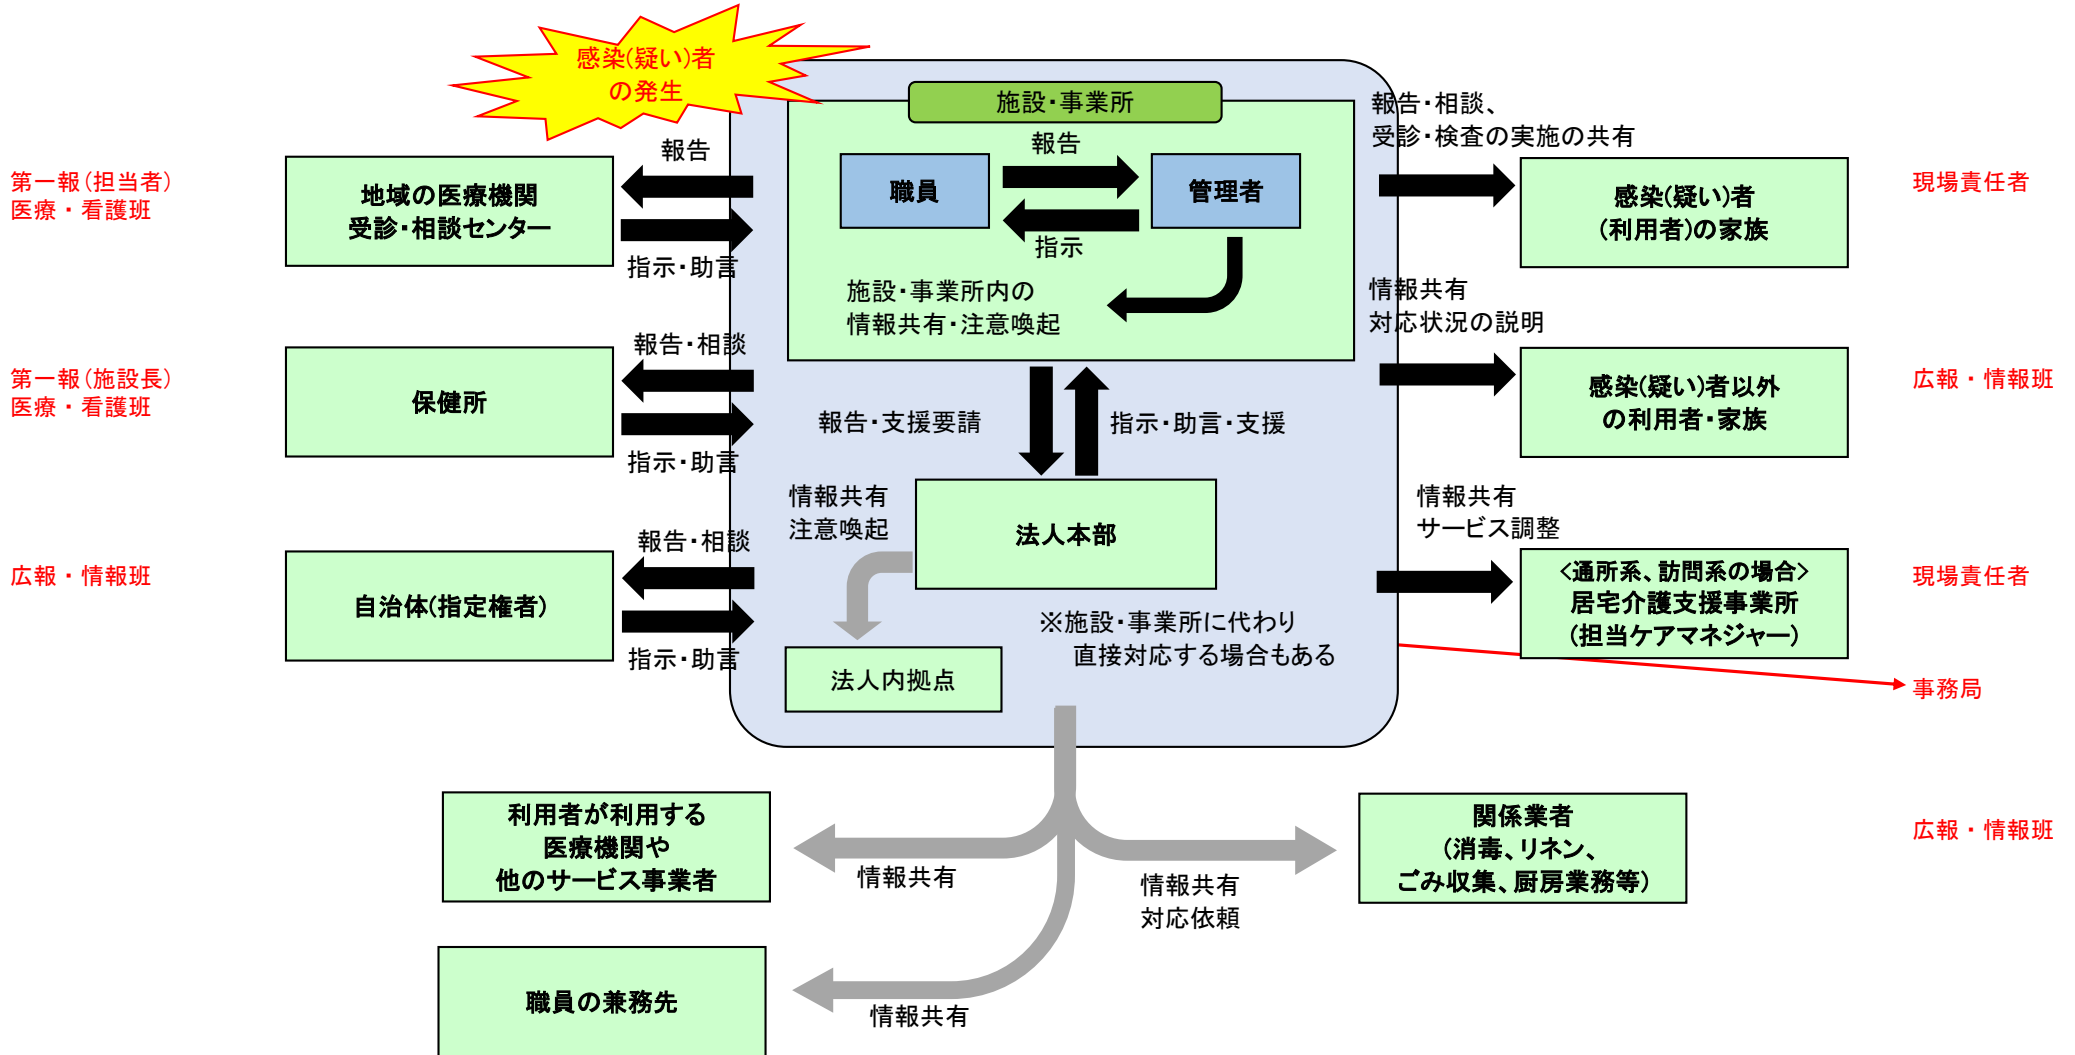 感染(疑い)者
の発生
施設・事業所
報告
職員
管理者
指示
施設・事業所内の
情報共有・注意喚起
第一報(担当者)
医療・看護班
地域の医療機関
受診・相談センター
報告
指示・助言
第一報(施設長)
医療・看護班
保健所
報告・相談
指示・助言
広報・情報班
自治体(指定権者)
報告・相談
指示・助言
報告・支援要請
指示・助言・支援
情報共有
注意喚起
法人本部
※施設・事業所に代わり
直接対応する場合もある
法人内拠点
報告・相談、
受診・検査の実施の共有
感染(疑い)者
(利用者)の家族
現場責任者
情報共有
対応状況の説明
感染(疑い)者以外
の利用者・家族
広報・情報班
情報共有
サービス調整
<通所系、訪問系の場合>
居宅介護支援事業所
(担当ケアマネジャー)
現場責任者
事務局
利用者が利用する
医療機関や
他のサービス事業者
情報共有
情報共有
対応依頼
関係業者
(消毒、リネン、
ごみ収集、厨房業務等)
広報・情報班
職員の兼務先
情報共有